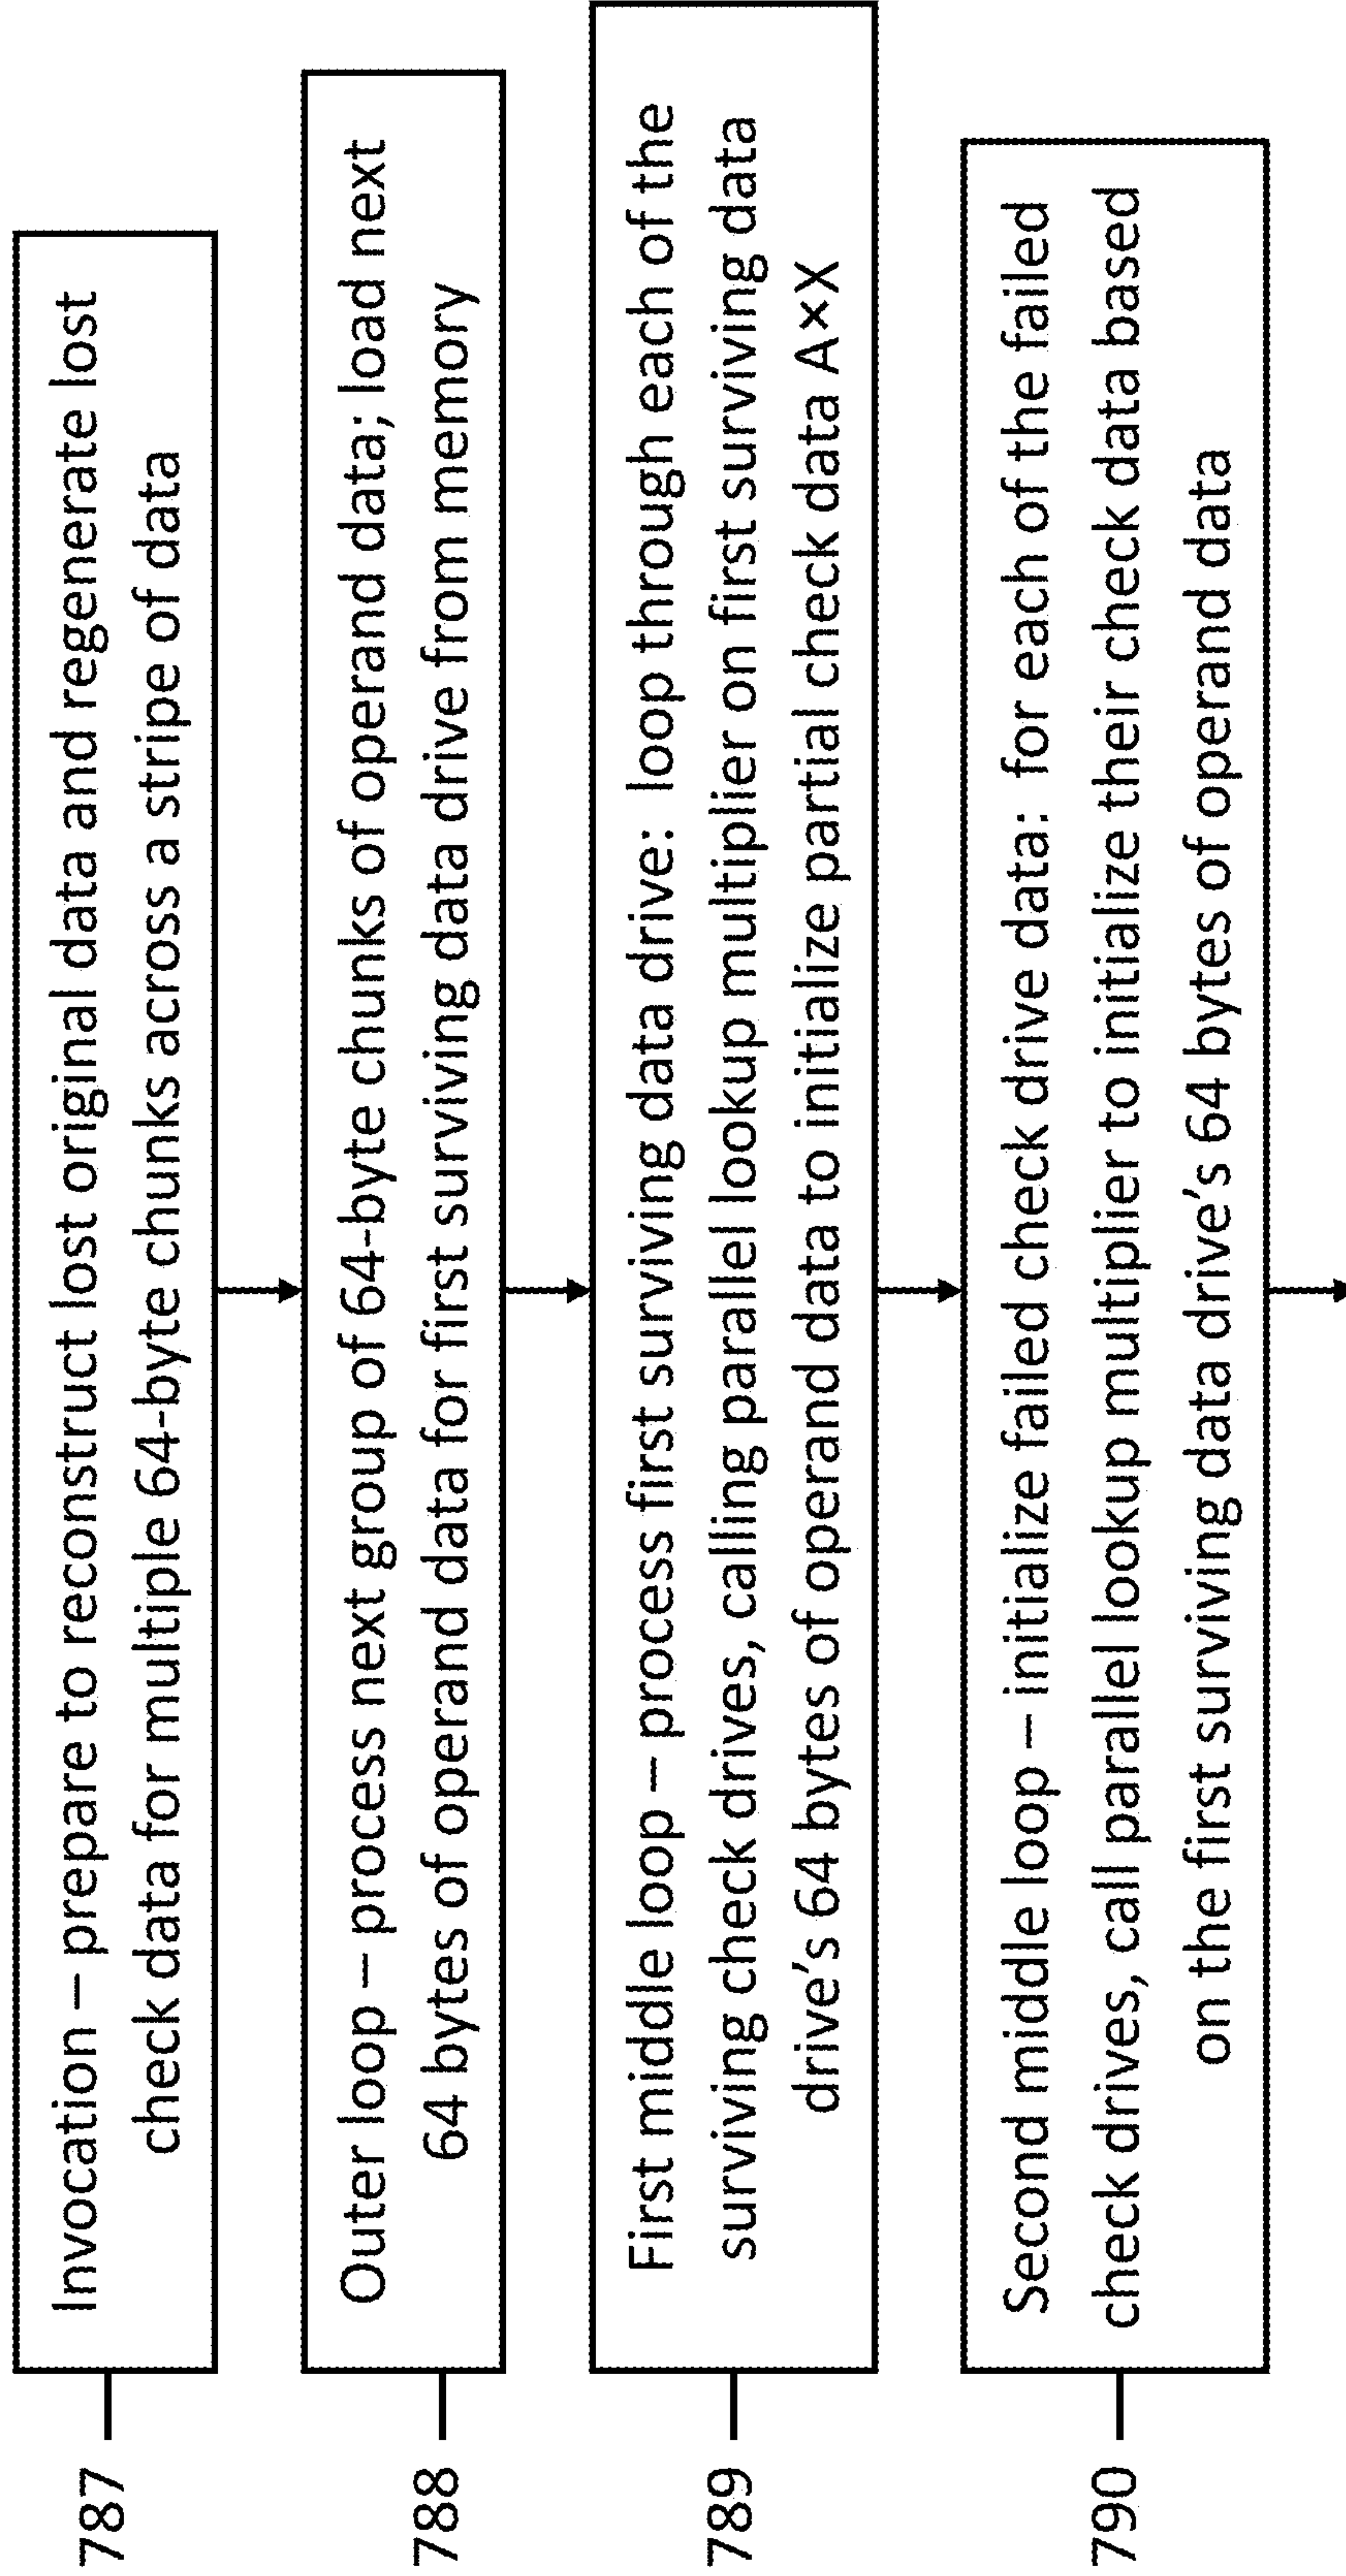 787
Invocation – prepare to reconstruct lost original data and regenerate lost
check data for multiple 64-byte chunks across a stripe of data
788
Outer loop – process next group of 64-byte chunks of operand data; load next
64 bytes of operand data for first surviving data drive from memory
789
First middle loop – process first surviving data drive: loop through each of the
surviving check drives, calling parallel lookup multiplier on first surviving data
drive’s 64 bytes of operand data to initialize partial check data A×X
790
Second middle loop – initialize failed check drive data: for each of the failed
check drives, call parallel lookup multiplier to initialize their check data based
on the first surviving data drive’s 64 bytes of operand data